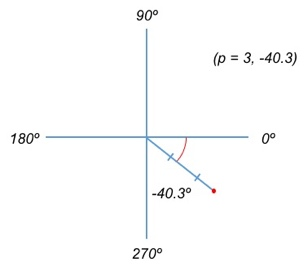 90º
(p = 3, -40.3)
180º
0º
-40.3º
270º